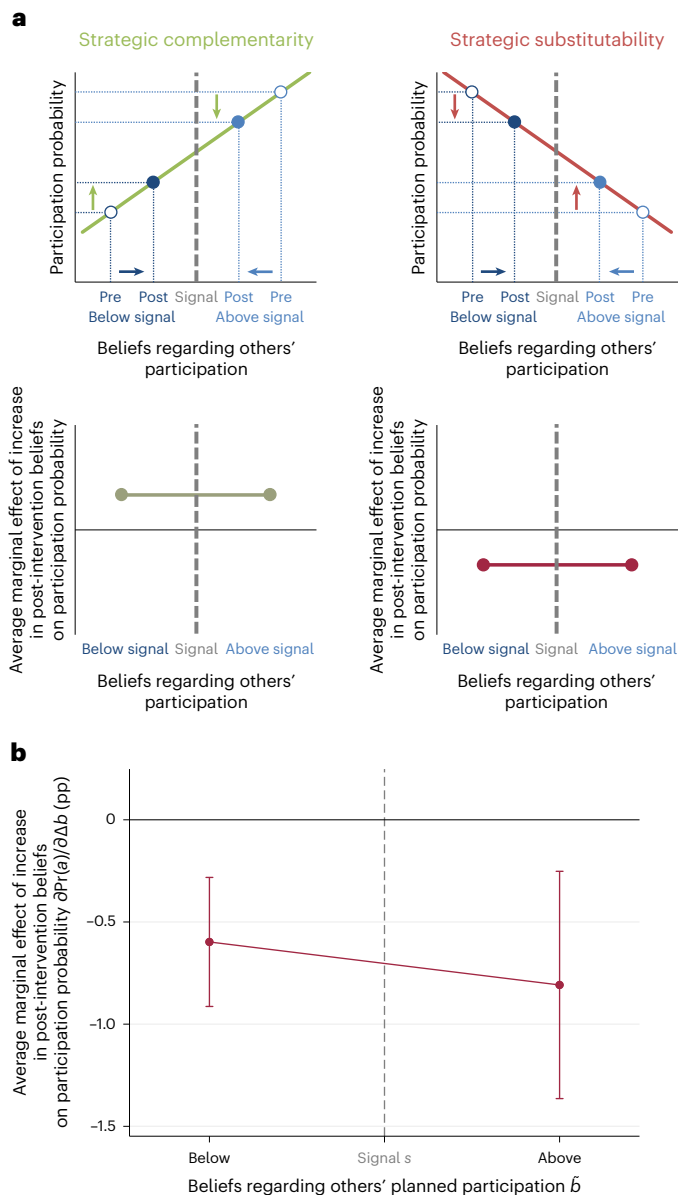 a
Strategic complementarity
Strategic substitutability
Participation probability
Pre Post Signal Post Pre
Below signal Above signal
Beliefs regarding others’
participation
Participation probability
Pre Post Signal Post Pre
Below signal Above signal
Beliefs regarding others’
participation
Average marginal effect of increase
in post-intervention beliefs
on participation probability
Below signal Signal Above signal
Beliefs regarding others’
participation
Average marginal effect of increase
in post-intervention beliefs
on participation probability
Below signal Signal Above signal
Beliefs regarding others’
participation
b
Average marginal effect of increase
in post-intervention beliefs
on participation probability ∂Pr(a)/∂Δb (pp)
0
–0.5
–1.0
–1.5
Below Signal s Above
Beliefs regarding others’ planned participation b̃